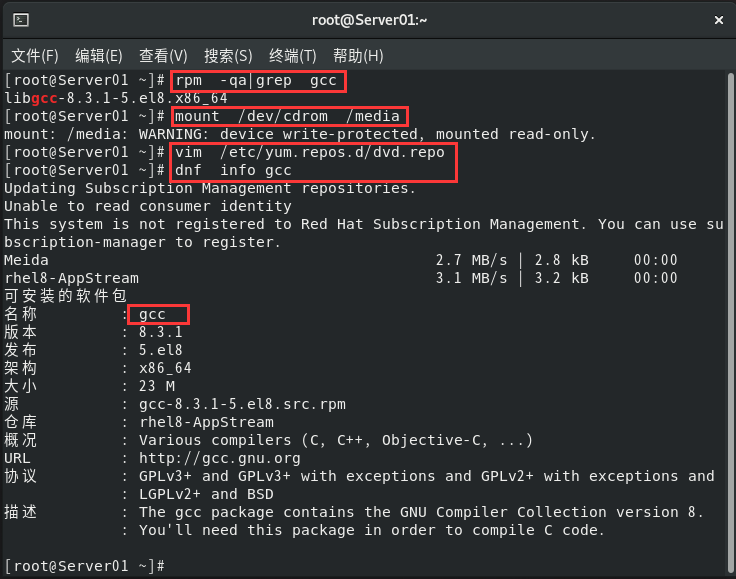 root@Server01:~
文件(F) 编辑(E) 查看(V) 搜索(S) 终端(T) 帮助(H)
[root@Server01 ~]# rpm  -qa|grep  gcc
libgcc-8.3.1-5.el8.x86_64
[root@Server01 ~]# mount  /dev/cdrom  /media
mount: /media: WARNING: device write-protected, mounted read-only.
[root@Server01 ~]# vim  /etc/yum.repos.d/dvd.repo
[root@Server01 ~]# dnf  info gcc
Updating Subscription Management repositories.
Unable to read consumer identity
This system is not registered to Red Hat Subscription Management. You can use su
bscription-manager to register.
Meida 2.7 MB/s | 2.8 kB 00:00
rhel8-AppStream 3.1 MB/s | 3.2 kB 00:00
可安装的软件包
名称 : gcc
版本 : 8.3.1
发布 : 5.el8
架构 : x86_64
大小 : 23 M
源 : gcc-8.3.1-5.el8.src.rpm
仓库 : rhel8-AppStream
概况 : Various compilers (C, C++, Objective-C, ...)
URL : http://gcc.gnu.org
协议 : GPLv3+ and GPLv3+ with exceptions and GPLv2+ with exceptions and
: LGPLv2+ and BSD
描述 : The gcc package contains the GNU Compiler Collection version 8.
: You'll need this package in order to compile C code.
[root@Server01 ~]#